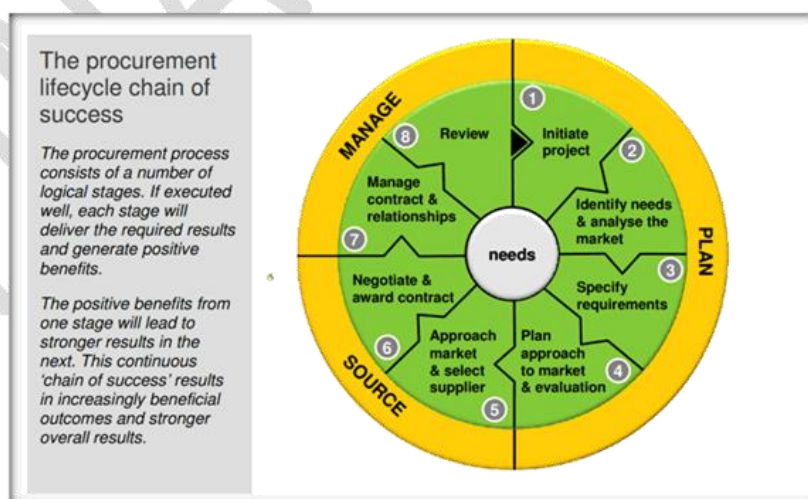 The procurement
lifecycle chain of
success
The procurement process
consists of a number of
logical stages. If executed
well, each stage will
deliver the required results
and generate positive
benefits.
The positive benefits from
one stage will lead to
stronger results in the
next. This continuous
‘chain of success’ results
in increasingly beneficial
outcomes and stronger
overall results.
MANAGE
PLAN
SOURCE
needs
1
Initiate
project
2
Identify needs
& analyse the
market
3
Specify
requirements
4
Plan
approach
to market
& evaluation
5
Approach
market
& select
supplier
6
Negotiate &
award contract
7
Manage
contract &
relationships
8
Review